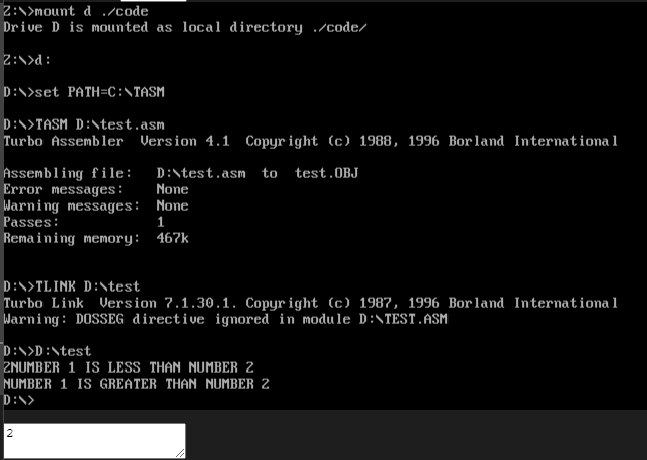 Z:\>mount d ./code
Drive D is mounted as local directory ./code/
Z:\>d:
D:\>set PATH=C:\TASM
D:\>TASM D:\test.asm
Turbo Assembler  Version 4.1  Copyright (c) 1988, 1996 Borland International
Assembling file:   D:\test.asm  to  test.OBJ
Error messages:    None
Warning messages:  None
Passes:            1
Remaining memory:  467k
D:\>TLINK D:\test
Turbo Link  Version 7.1.30.1. Copyright (c) 1987, 1996 Borland International
Warning: DOSSEG directive ignored in module D:\TEST.ASM
D:\>D:\test
2NUMBER 1 IS LESS THAN NUMBER 2
NUMBER 1 IS GREATER THAN NUMBER 2
D:\>
2